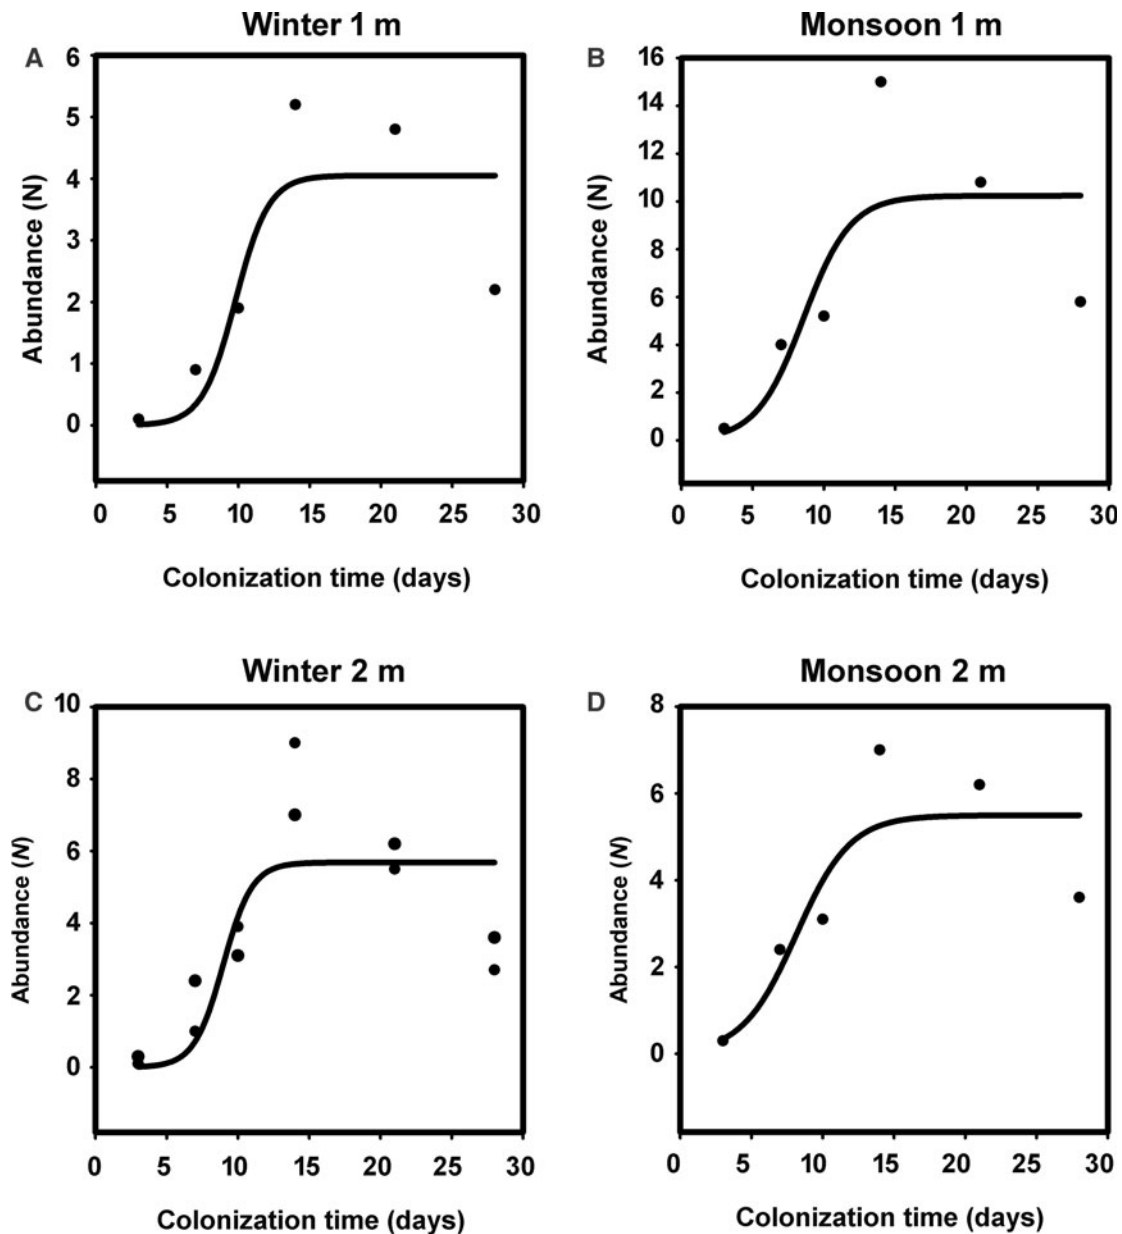 Winter 1 m
A
6
5
4
3
2
1
0
Abundance (N)
0 5 10 15 20 25 30
Colonization time (days)
Monsoon 1 m
B
16
14
12
10
8
6
4
2
0
Abundance (N)
0 5 10 15 20 25 30
Colonization time (days)
Winter 2 m
C
10
8
6
4
2
0
Abundance (N)
0 5 10 15 20 25 30
Colonization time (days)
Monsoon 2 m
D
8
6
4
2
0
Abundance (N)
0 5 10 15 20 25 30
Colonization time (days)